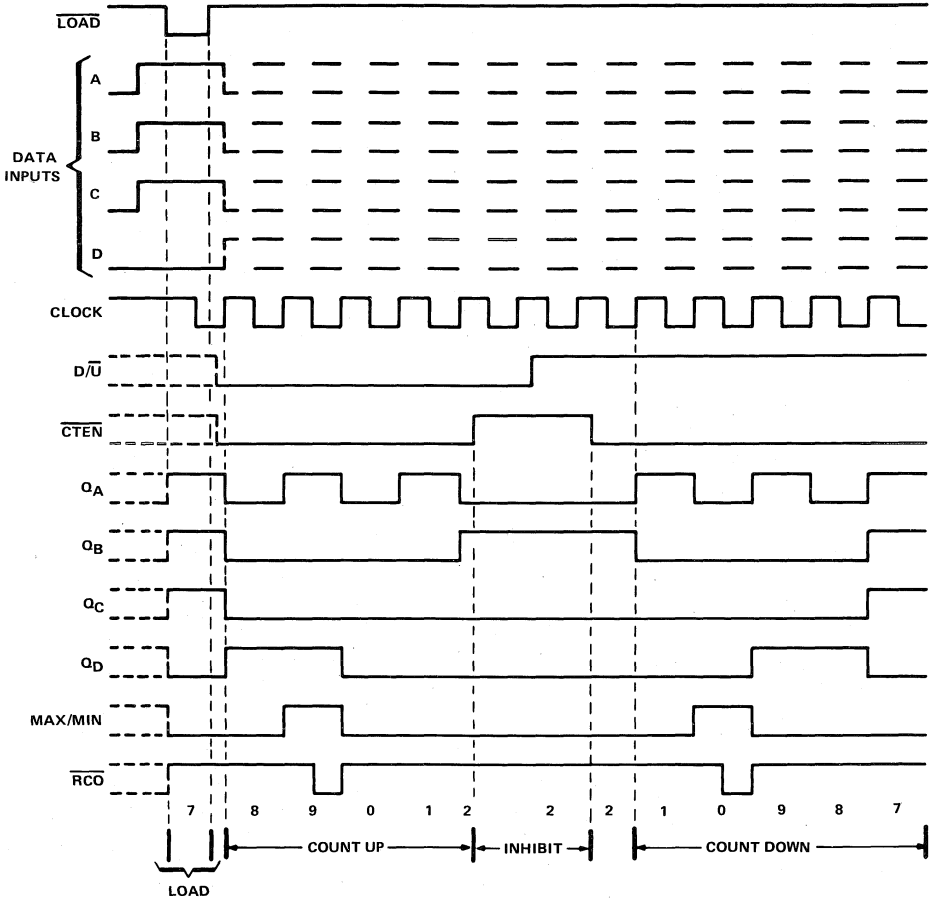 LOAD
A
B
DATA
INPUTS
C
D
CLOCK
D/U̅
CTEN
QA
QB
QC
QD
MAX/MIN
RCO
7 8 9 0 1 2 2 2 1 0 9 8 7
COUNT UP INHIBIT COUNT DOWN
LOAD